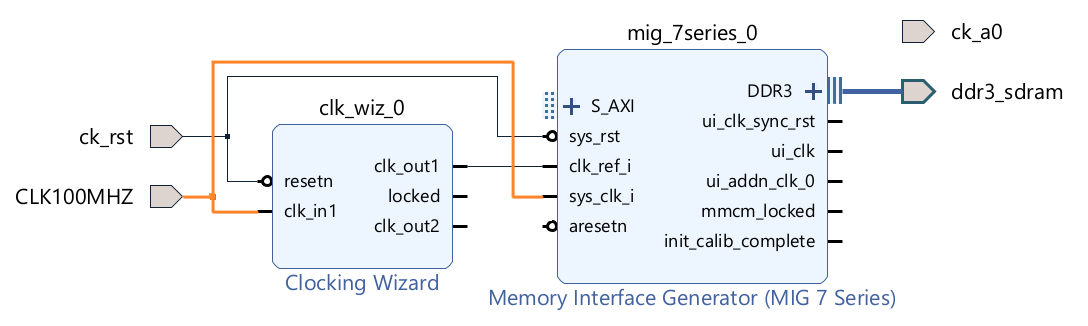 mig_7series_0
ck_a0
DDR3
ddr3_sdram
clk_wiz_0
S_AXI
ui_clk_sync_rst
ck_rst
sys_rst
ui_clk
clk_out1
clk_ref_i
resetn
ui_addn_clk_0
CLK100MHZ
locked
sys_clk_i
clk_in1
mmcm_locked
clk_out2
aresetn
init_calib_complete
Clocking Wizard
Memory Interface Generator (MIG 7 Series)